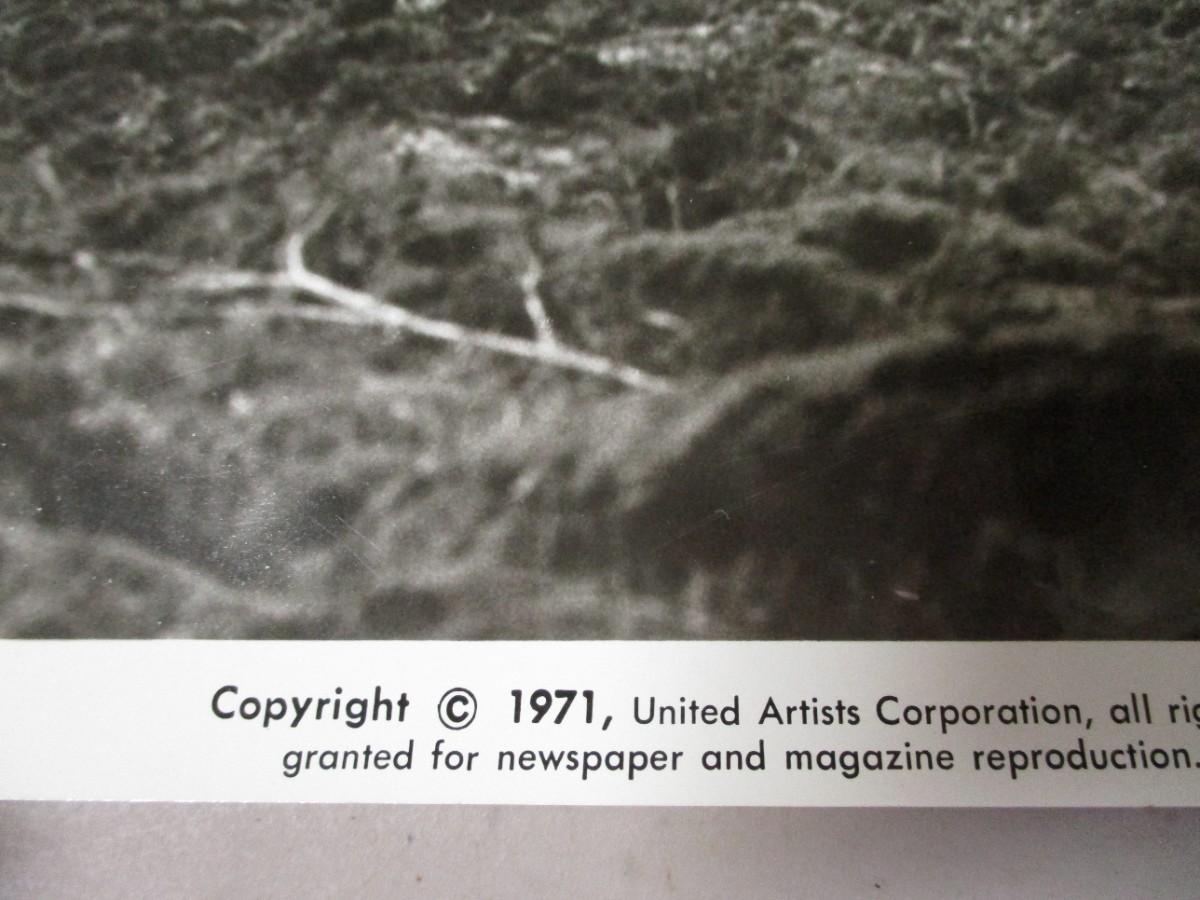 Copyright © 1971, United Artists Corporation, all
granted for newspaper and magazine reproduction.